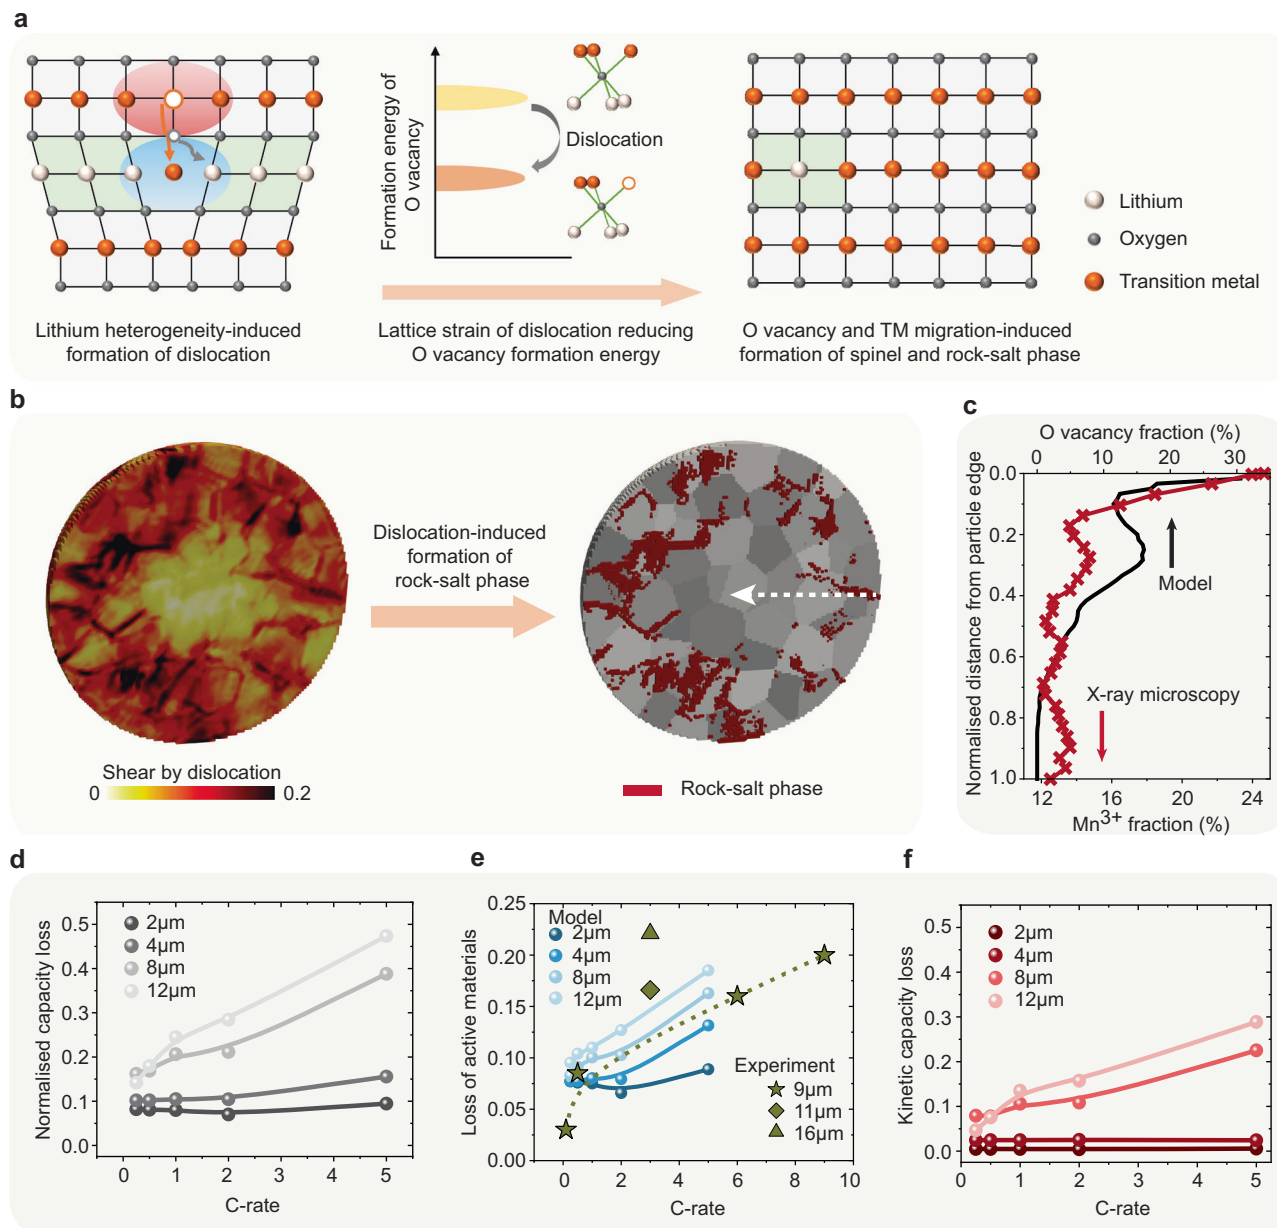 a
Formation energy of
O vacancy
Dislocation
Lithium
Oxygen
Transition metal
Lithium heterogeneity-induced
formation of dislocation
Lattice strain of dislocation reducing
O vacancy formation energy
O vacancy and TM migration-induced
formation of spinel and rock-salt phase
b
Dislocation-induced
formation of
rock-salt phase
Shear by dislocation
0 0.2
Rock-salt phase
c
O vacancy fraction (%)
0 10 20 30
Normalised distance from particle edge
0.0
0.2
0.4
0.6
0.8
1.0
Model
X-ray microscopy
12 16 20 24
Mn3+ fraction (%)
d
Normalised capacity loss
0.5
0.4
0.3
0.2
0.1
0.0
2µm
4µm
8µm
12µm
0 1 2 3 4 5
C-rate
e
Loss of active materials
0.25
0.20
0.15
0.10
0.05
0.00
Model
2µm
4µm
8µm
12µm
Experiment
9µm
11µm
16µm
0 2 4 6 8 10
C-rate
f
Kinetic capacity loss
0.5
0.4
0.3
0.2
0.1
0.0
2µm
4µm
8µm
12µm
0 1 2 3 4 5
C-rate